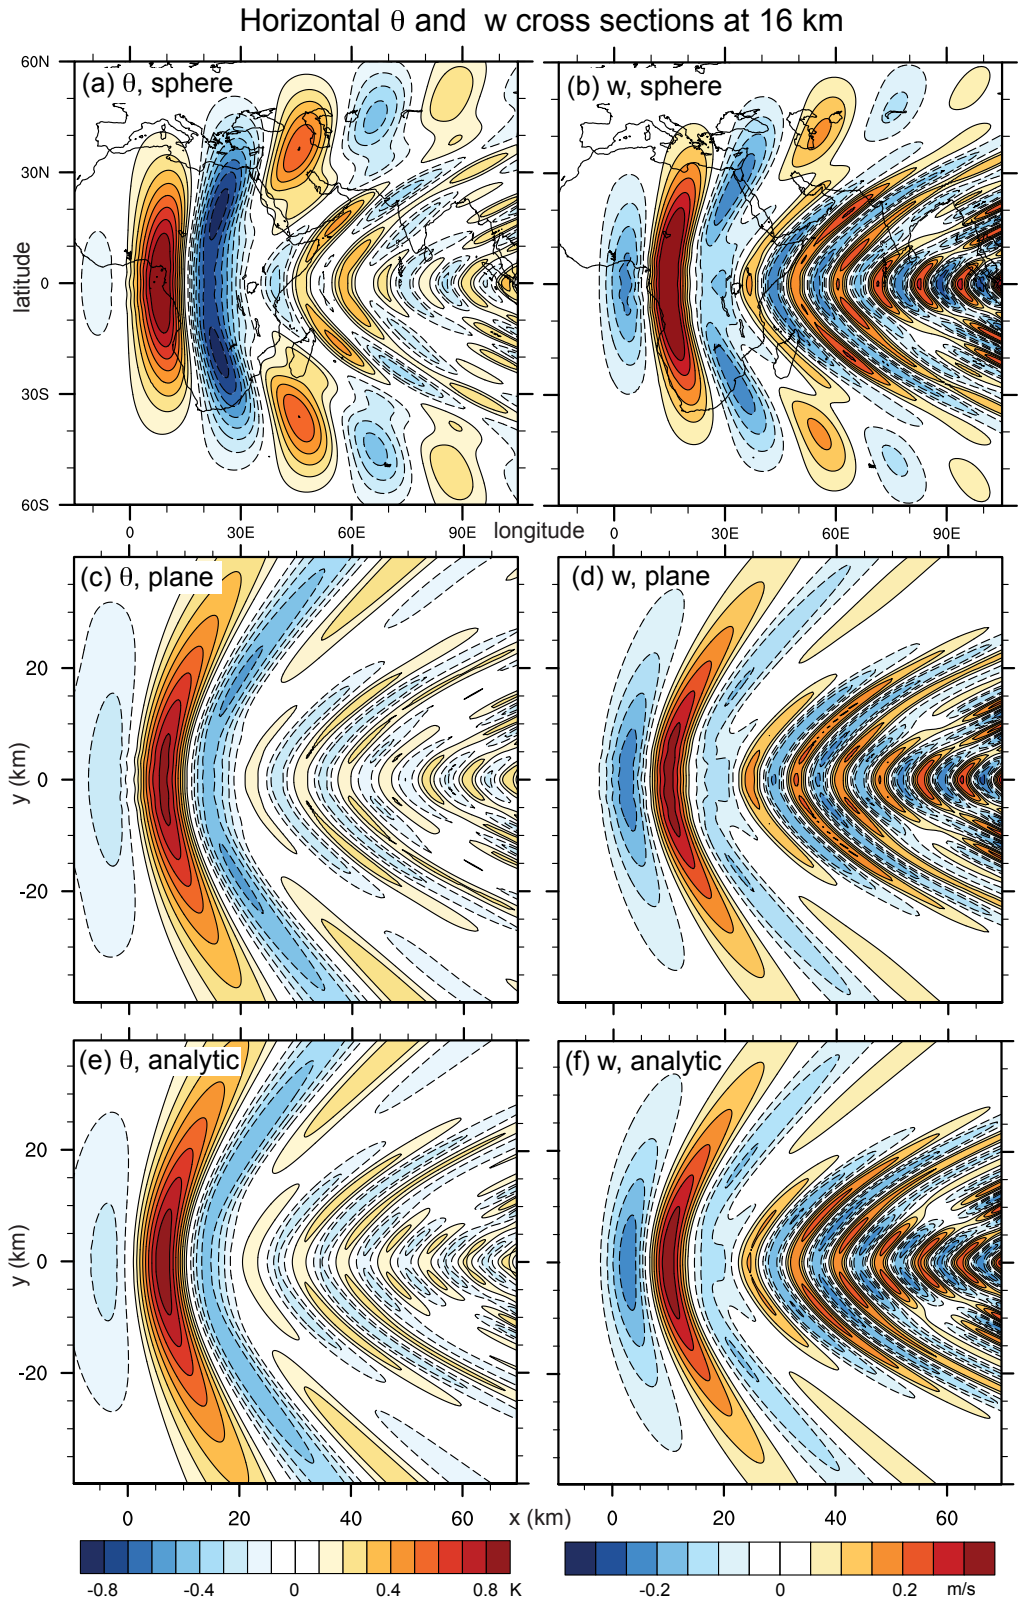 Horizontal θ and w cross sections at 16 km
60N
30N
0
30S
60S
latitude
(a) θ, sphere
(b) w, sphere
0 30E 60E 90E
longitude
0 30E 60E 90E
(c) θ, plane
(d) w, plane
20
0
-20
y (km)
(e) θ, analytic
(f) w, analytic
20
0
-20
y (km)
0 20 40 60
x (km)
0 20 40 60
-0.8 -0.4 0 0.4 0.8 K
-0.2 0 0.2 m/s